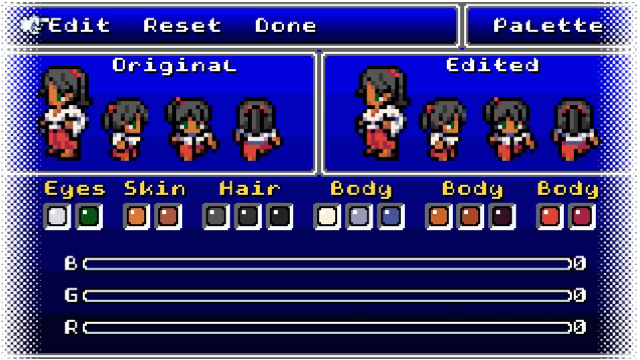 Edit Reset Done Palette
Original Edited
Eyes Skin Hair Body Body Body
B 0
G 0
R 0